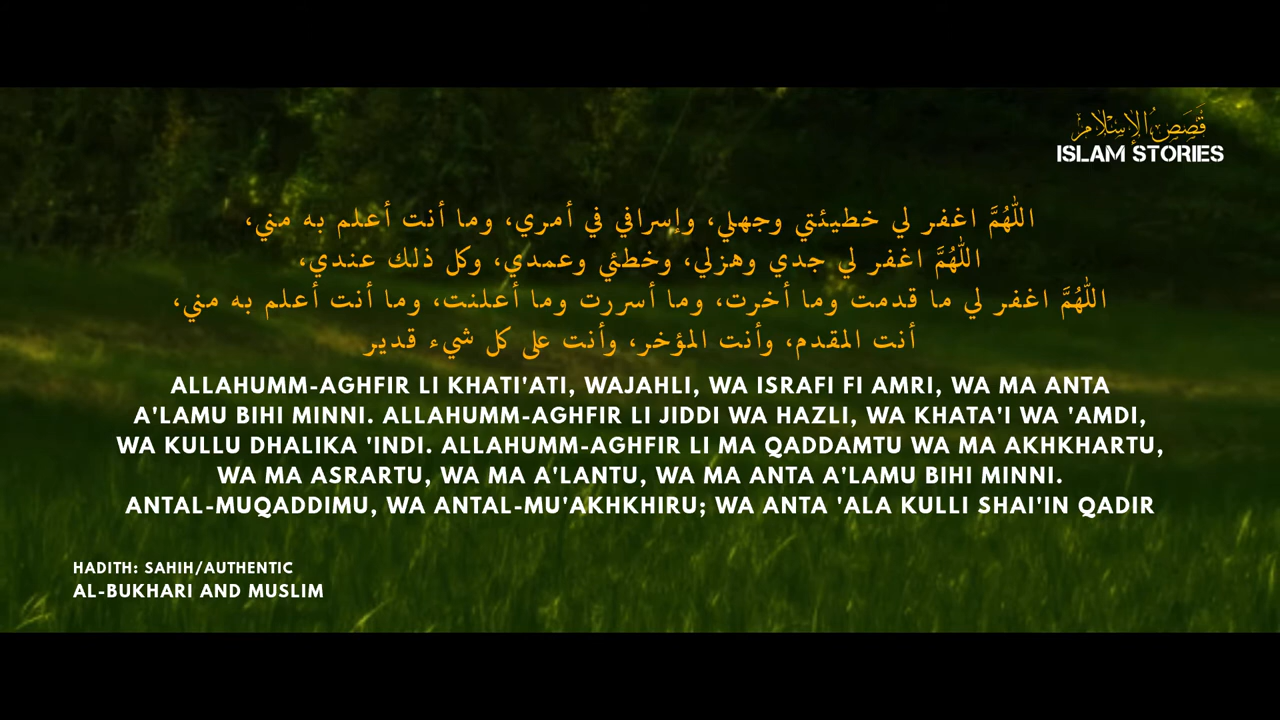 قَصَصُ الإِسْلَام
ISLAM STORIES
اللَّهُمَّ اغفر لي خطيئتي وجهلي، وإسرافي في أمري، وما أنت أعلم به مني،
اللَّهُمَّ اغفر لي جدي وهزلي، وخطئي وعمدي، وكل ذلك عندي،
اللَّهُمَّ اغفر لي ما قدمت وما أخرت، وما أسررت وما أعلنت، وما أنت أعلم به مني،
أنت المقدم، وأنت المؤخر، وأنت على كل شيء قدير
ALLAHUMM-AGHFIR LI KHATI'ATI, WAJAHLI, WA ISRAFI FI AMRI, WA MA ANTA
A'LAMU BIHI MINNI. ALLAHUMM-AGHFIR LI JIDDI WA HAZLI, WA KHATA'I WA 'AMDI,
WA KULLU DHALIKA 'INDI. ALLAHUMM-AGHFIR LI MA QADDAMTU WA MA AKHKHARTU,
WA MA ASRARTU, WA MA A'LANTU, WA MA ANTA A'LAMU BIHI MINNI.
ANTAL-MUQADDIMU, WA ANTAL-MU'AKHKHIRU; WA ANTA 'ALA KULLI SHAI'IN QADIR
HADITH: SAHIH/AUTHENTIC
AL-BUKHARI AND MUSLIM